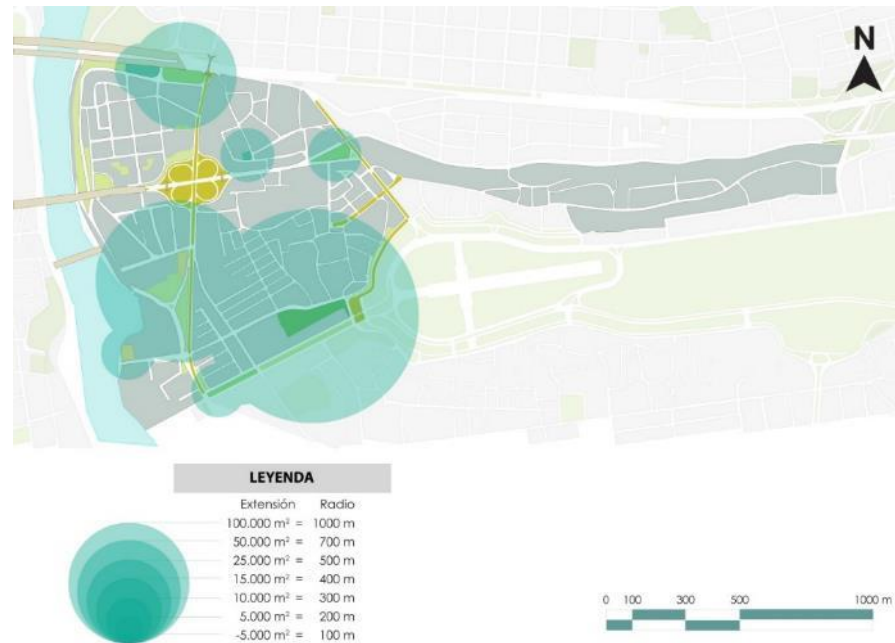 N
LEYENDA
Extensión Radio
100.000 m² = 1000 m
50.000 m² = 700 m
25.000 m² = 500 m
15.000 m² = 400 m
10.000 m² = 300 m
5.000 m² = 200 m
-5.000 m² = 100 m
0 100 300 500 1000 m